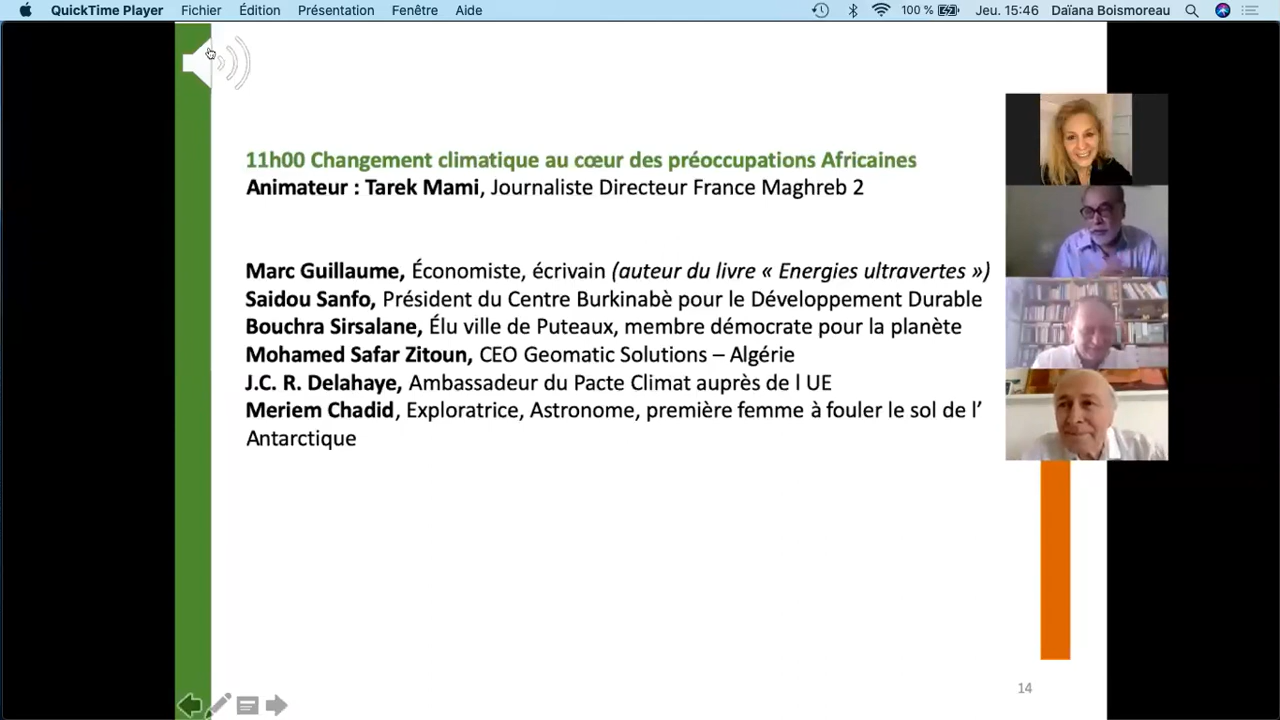 QuickTime Player Fichier Édition Présentation Fenêtre Aide 100 % Jeu. 15:46 Daïana Boismoreau
11h00 Changement climatique au cœur des préoccupations Africaines
Animateur : Tarek Mami, Journaliste Directeur France Maghreb 2
Marc Guillaume, Économiste, écrivain (auteur du livre « Energies ultravertes »)
Saidou Sanfo, Président du Centre Burkinabè pour le Développement Durable
Bouchra Sirsalane, Élu ville de Puteaux, membre démocrate pour la planète
Mohamed Safar Zitoun, CEO Geomatic Solutions – Algérie
J.C. R. Delahaye, Ambassadeur du Pacte Climat auprès de l UE
Meriem Chadid, Exploratrice, Astronome, première femme à fouler le sol de l’
Antarctique
14